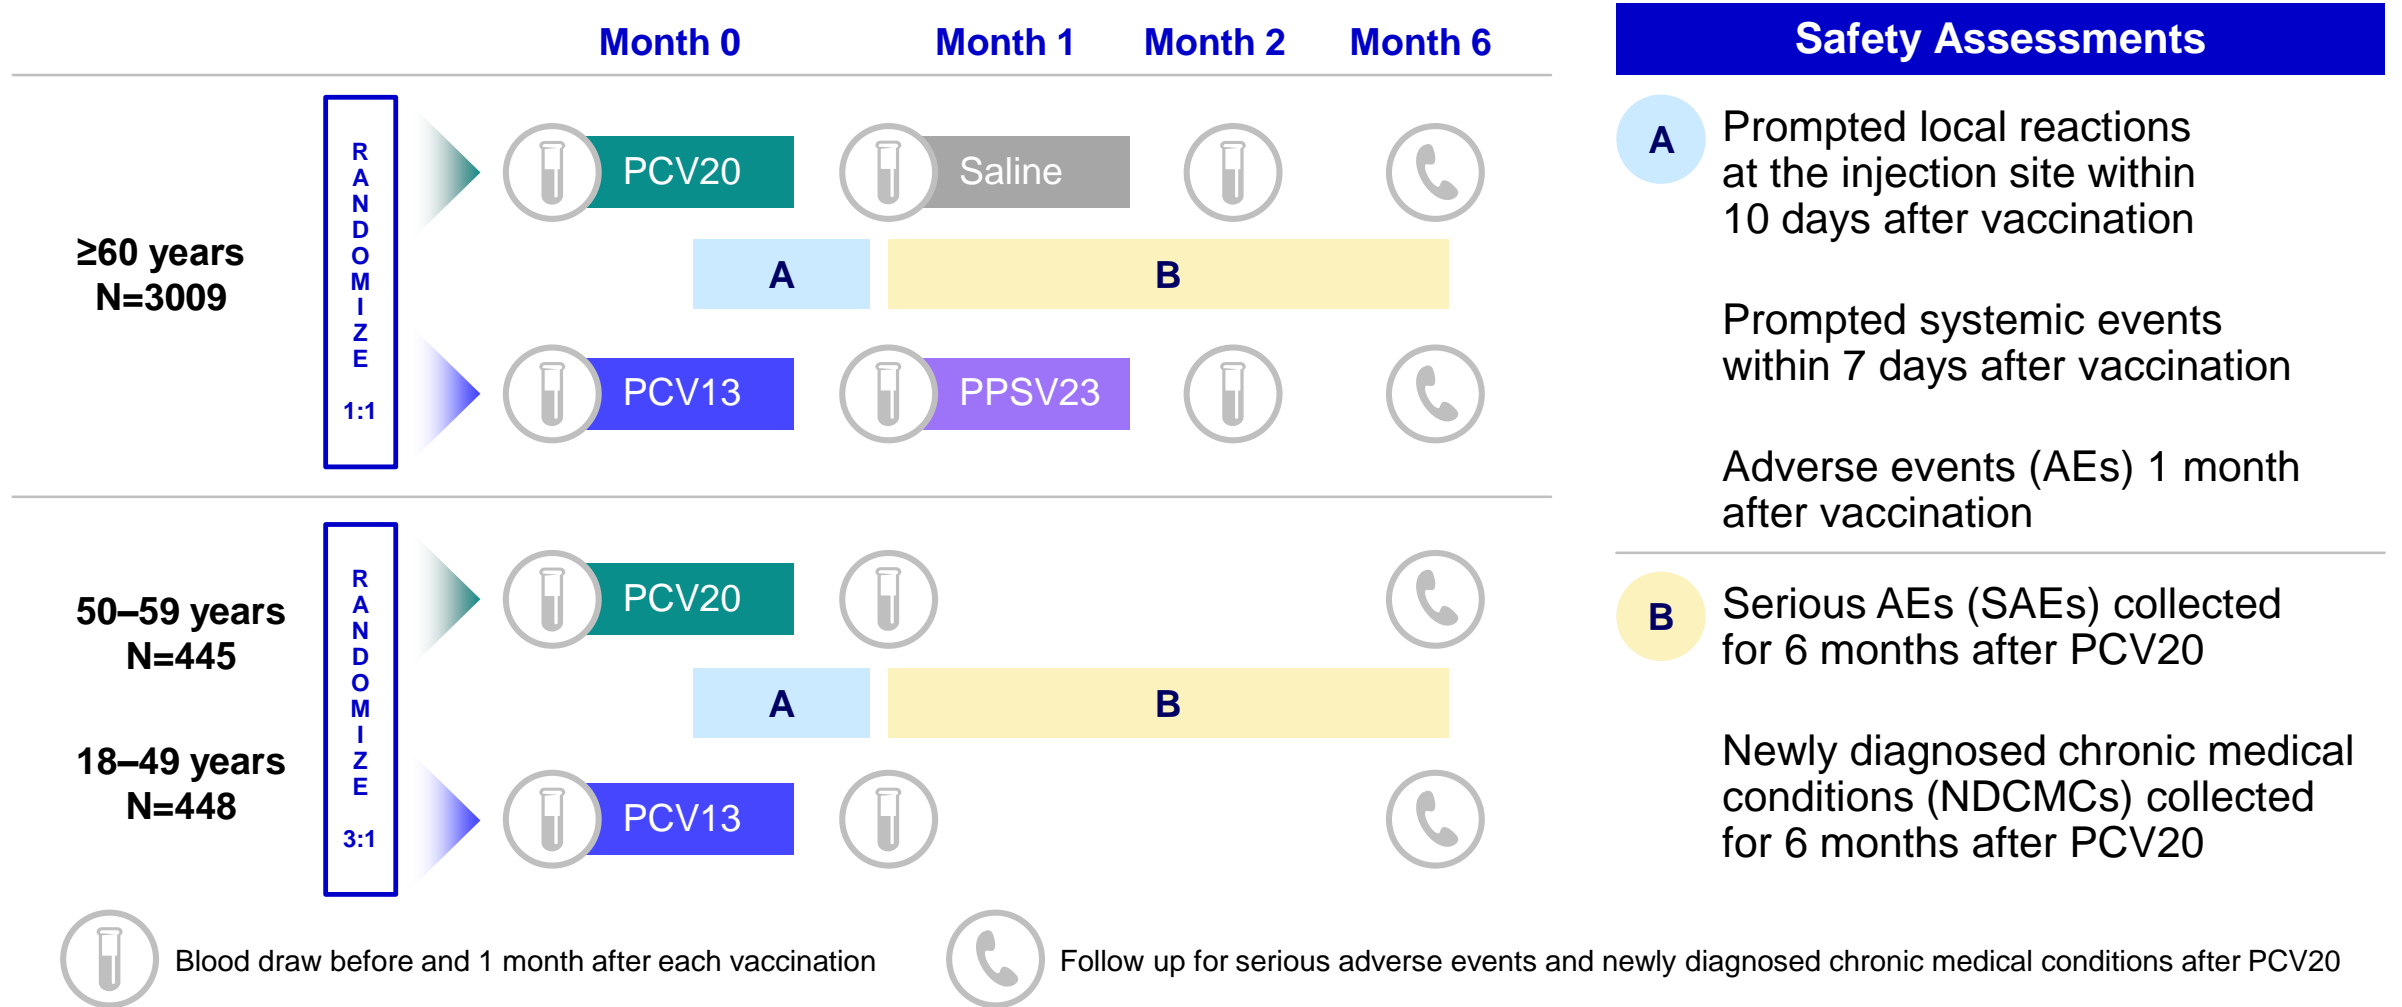 Month 0
Month 1
Month 2
Month 6
≥60 years
N=3009
RANDOMIZE
1:1
PCV20
Saline
A
B
PCV13
PPSV23
50–59 years
N=445
18–49 years
N=448
RANDOMIZE
3:1
PCV20
A
B
PCV13
Safety Assessments
A
Prompted local reactions
at the injection site within
10 days after vaccination
Prompted systemic events
within 7 days after vaccination
Adverse events (AEs) 1 month
after vaccination
B
Serious AEs (SAEs) collected
for 6 months after PCV20
Newly diagnosed chronic medical
conditions (NDCMCs) collected
for 6 months after PCV20
Blood draw before and 1 month after each vaccination
Follow up for serious adverse events and newly diagnosed chronic medical conditions after PCV20